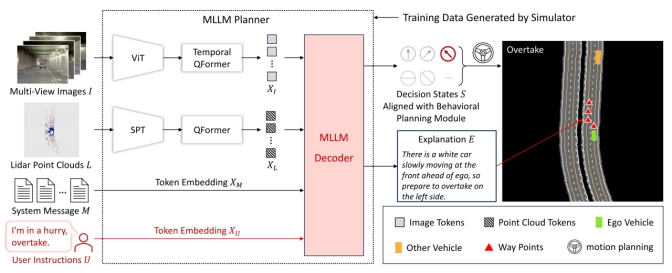 MLLM Planner
Training Data Generated by Simulator
Multi-View Images I
ViT
Temporal
QFormer
⋮
X_I
Lidar Point Clouds L
SPT
QFormer
⋮
X_L
MLLM
Decoder
System Message M
...
Token Embedding X_M
I'm in a hurry,
overtake.
User Instructions U
Token Embedding X_U
...
Decision States S
Aligned with Behavioral
Planning Module
Explanation E
There is a white car
slowly moving at the
front ahead of ego, so
prepare to overtake on
the left side.
Overtake
Image Tokens
Point Cloud Tokens
Ego Vehicle
Other Vehicle
Way Points
motion planning